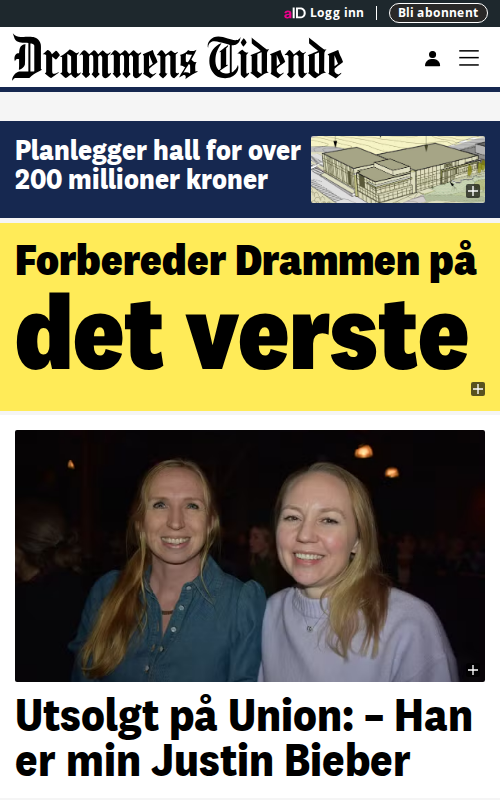 aID Logg inn
Bli abonnent
Drammens Tidende
Planlegger hall for over
200 millioner kroner
Forbereder Drammen på
det verste
Utsolgt på Union: – Han
er min Justin Bieber